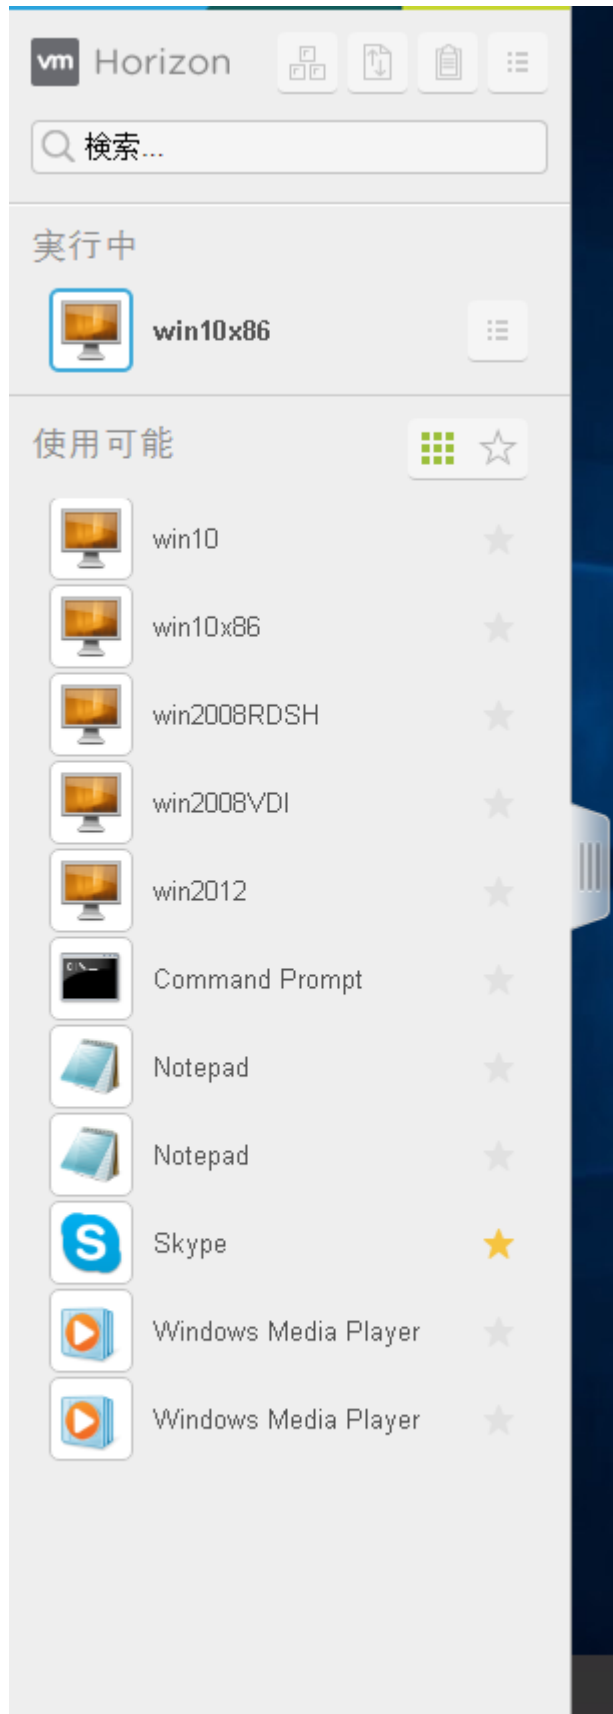 vm Horizon
検索...
実行中
win10x86
使用可能
win10
win10x86
win2008RDSH
win2008VDI
win2012
C:\_
Command Prompt
Notepad
Notepad
S Skype
Windows Media Player
Windows Media Player